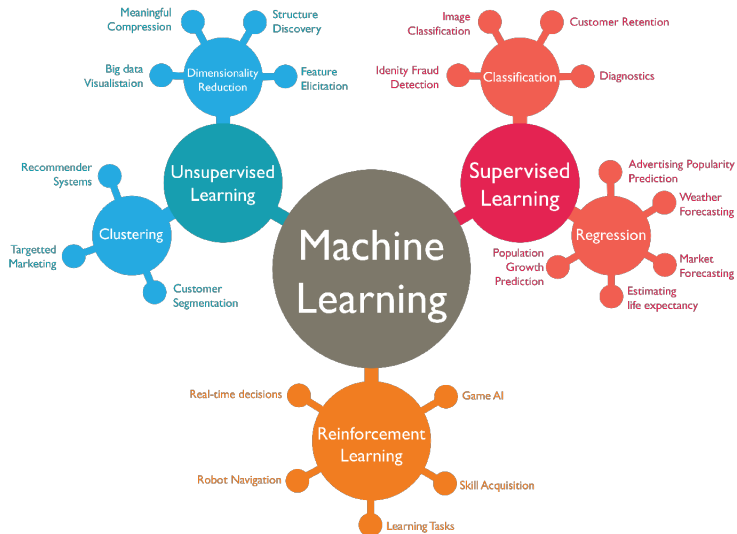 Meaningful
Compression
Structure
Discovery
Big data
Visualistaion
Dimensionality
Reduction
Feature
Elicitation
Unsupervised
Learning
Recommender
Systems
Clustering
Targetted
Marketing
Customer
Segmentation
Machine
Learning
Image
Classification
Customer Retention
Idenity Fraud
Detection
Classification
Diagnostics
Supervised
Learning
Advertising Popularity
Prediction
Weather
Forecasting
Regression
Population
Growth
Prediction
Market
Forecasting
Estimating
life expectancy
Real-time decisions
Game AI
Reinforcement
Learning
Robot Navigation
Skill Acquisition
Learning Tasks